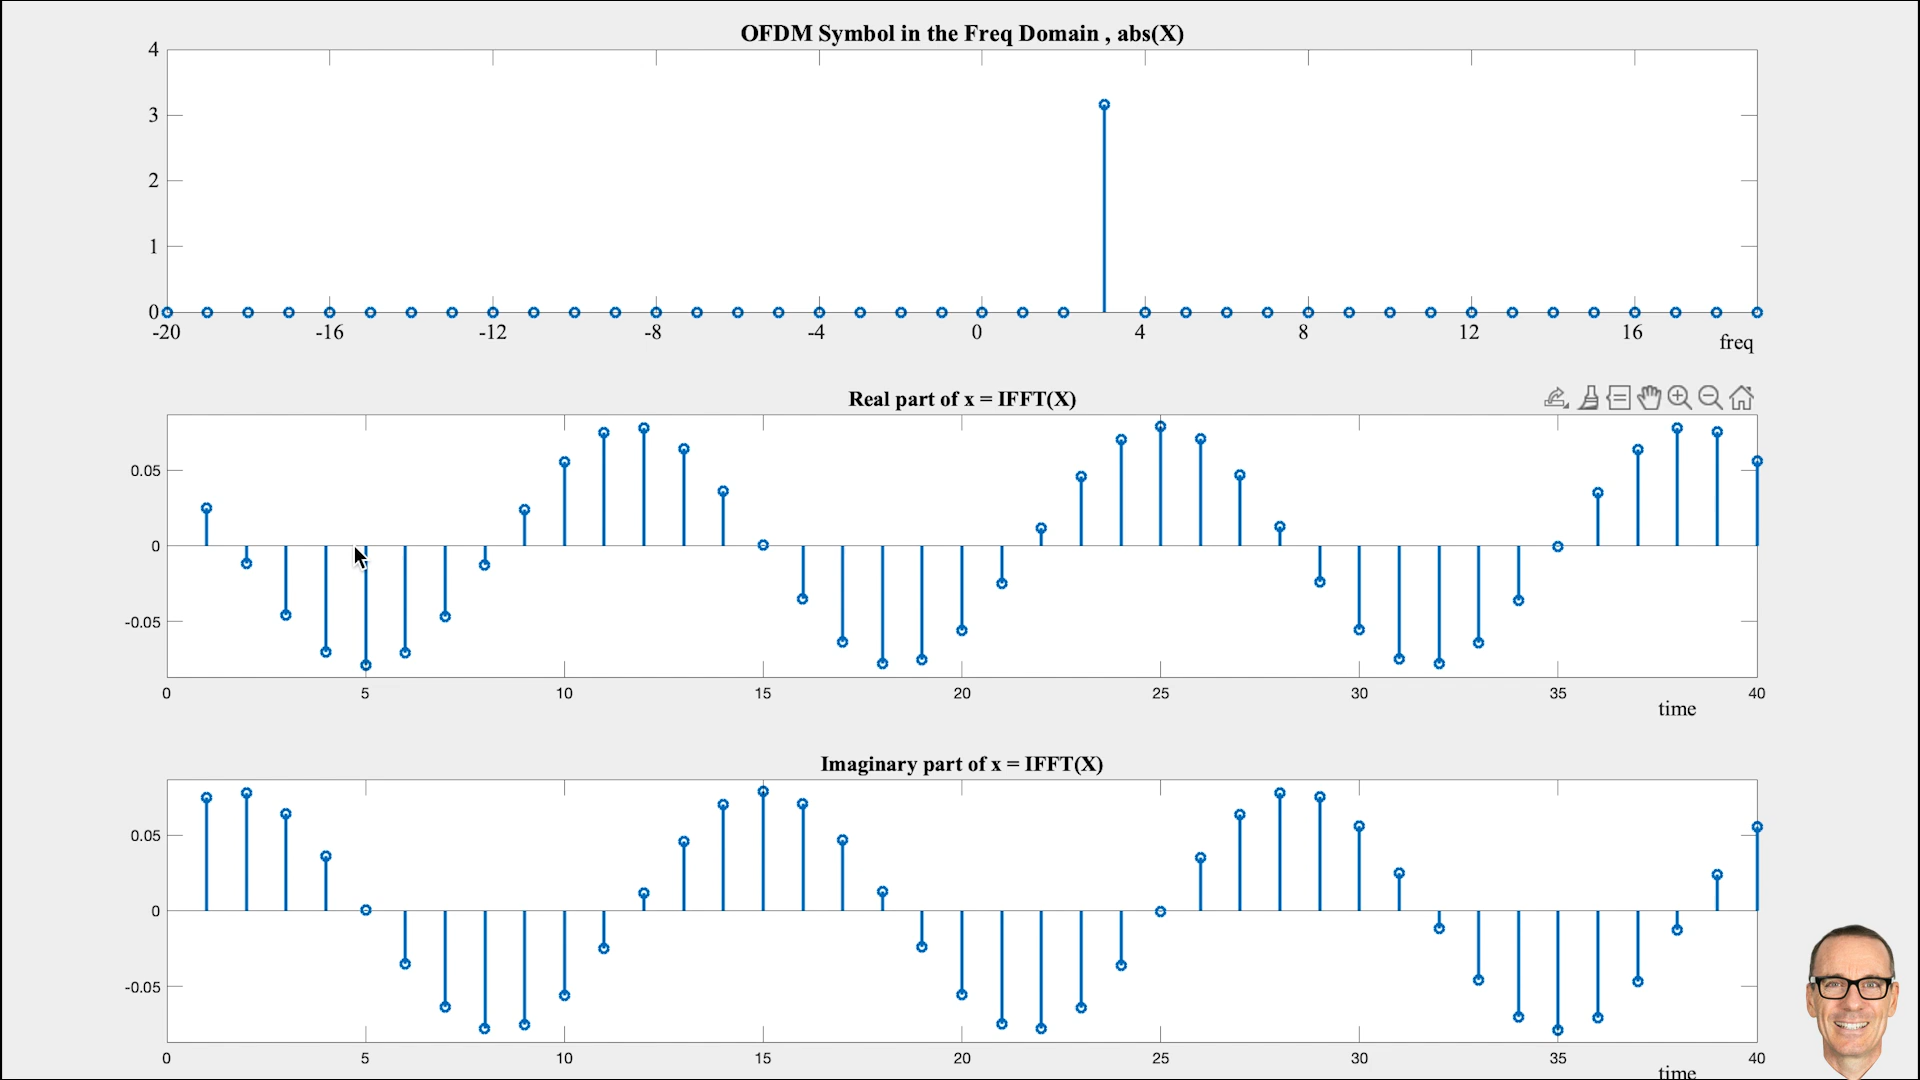 OFDM Symbol in the Freq Domain , abs(X)
4
3
2
1
0
-20 -16 -12 -8 -4 0 4 8 12 16
freq
Real part of x = IFFT(X)
0.05
0
-0.05
0 5 10 15 20 25 30 35 40
time
Imaginary part of x = IFFT(X)
0.05
0
-0.05
0 5 10 15 20 25 30 35 40
time